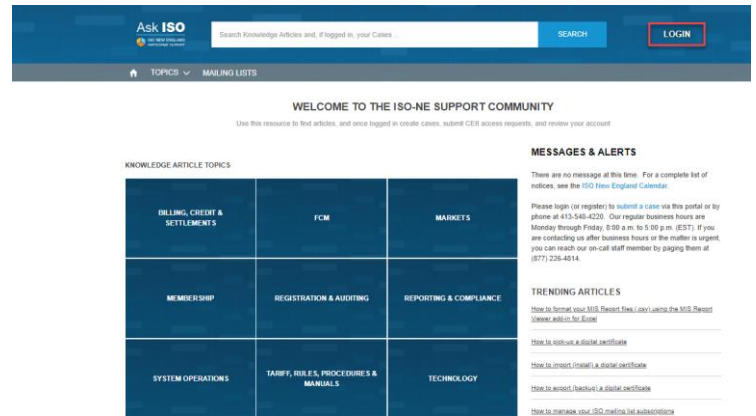 Ask ISO
ISO NEW ENGLAND
PARTICIPANT SUPPORT
Search Knowledge Articles and, if logged in, your Cases ...
SEARCH
LOGIN
TOPICS
MAILING LISTS
WELCOME TO THE ISO-NE SUPPORT COMMUNITY
Use this resource to find articles, and once logged in create cases, submit CEII access requests, and review your account
KNOWLEDGE ARTICLE TOPICS
BILLING, CREDIT &
SETTLEMENTS
FCM
MARKETS
MEMBERSHIP
REGISTRATION & AUDITING
REPORTING & COMPLIANCE
SYSTEM OPERATIONS
TARIFF, RULES, PROCEDURES &
MANUALS
TECHNOLOGY
MESSAGES & ALERTS
There are no message at this time. For a complete list of
notices, see the ISO New England Calendar.
Please login (or register) to submit a case via this portal or by
phone at 413-540-4220. Our regular business hours are
Monday through Friday, 8:00 a.m. to 5:00 p.m. (EST). If you
are contacting us after business hours or the matter is urgent,
you can reach our on-call staff member by paging them at
(877) 226-4814.
TRENDING ARTICLES
How to format your MIS Report files (.csv) using the MIS Report
Viewer add-in for Excel
How to pick-up a digital certificate
How to import (install) a digital certificate
How to export (backup) a digital certificate
How to manage your ISO mailing list subscriptions